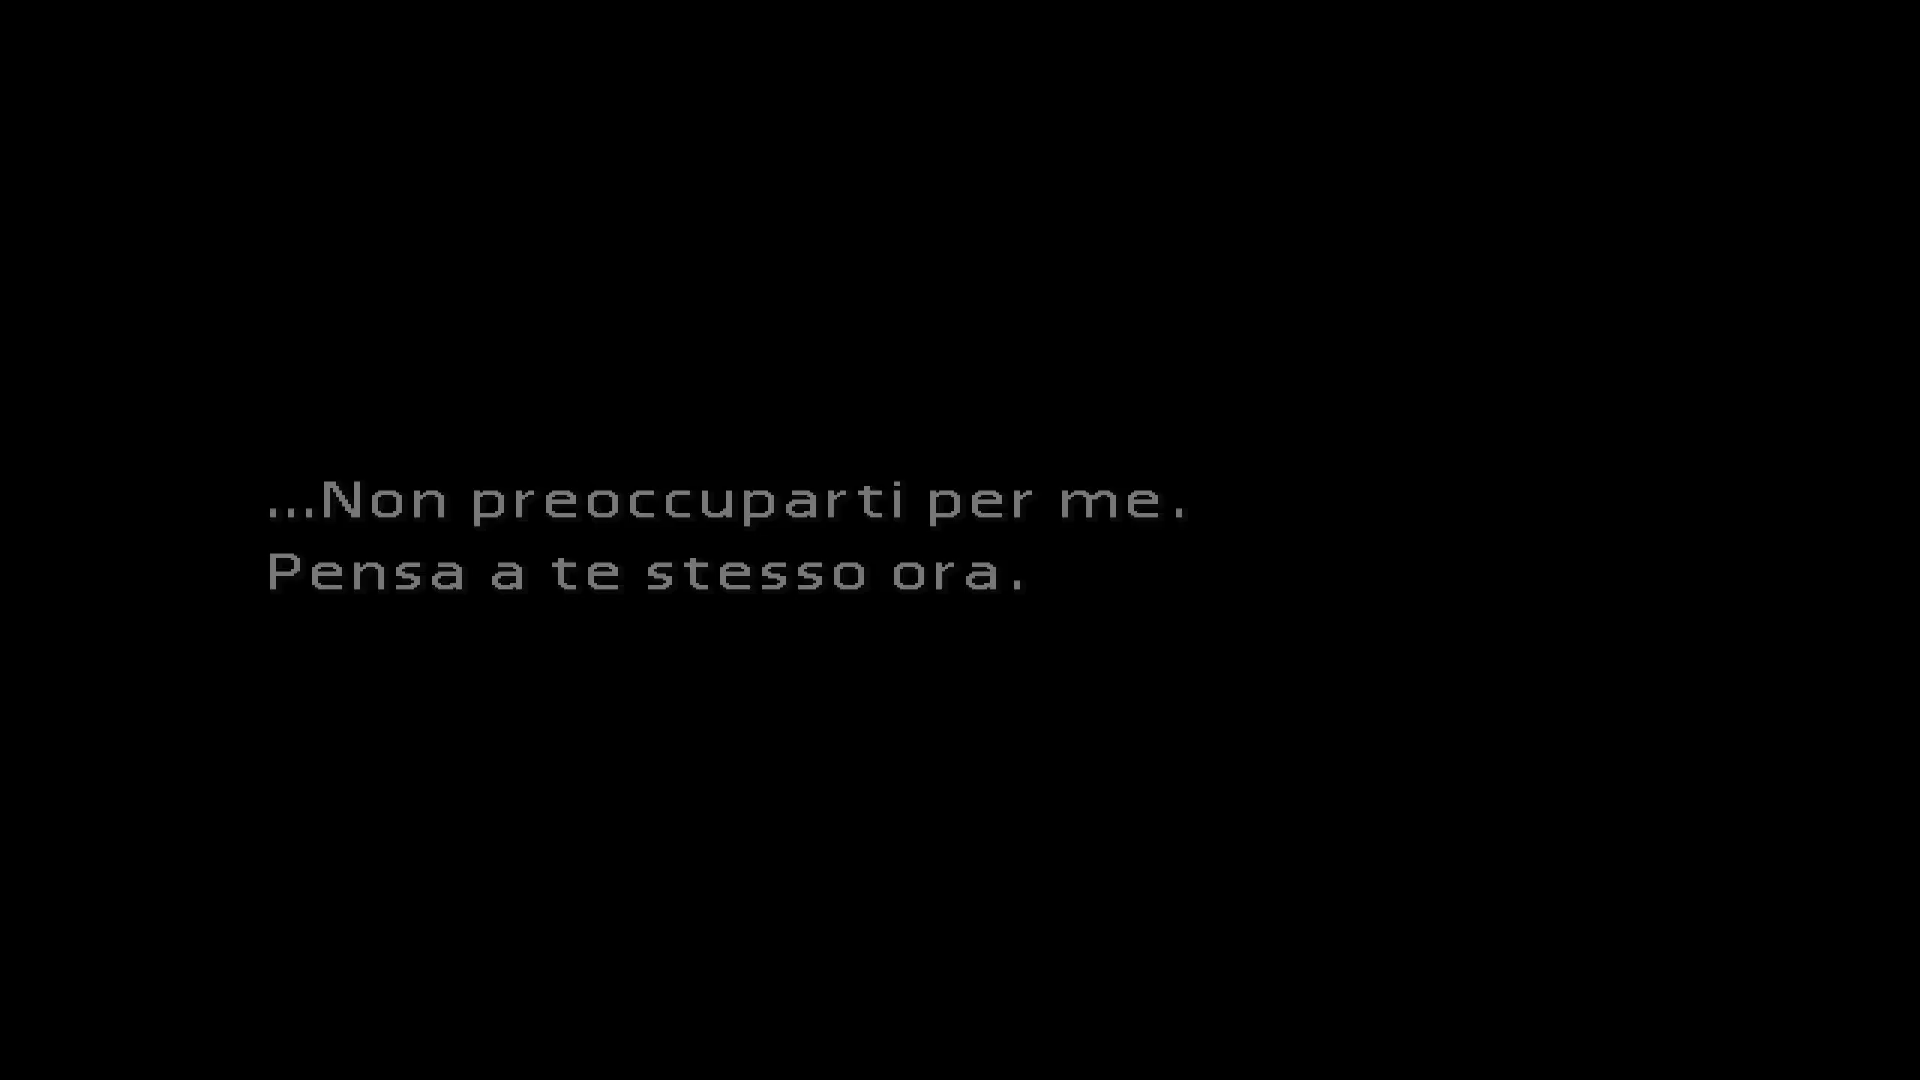 ...Non preoccuparti per me.
Pensa a te stesso ora.